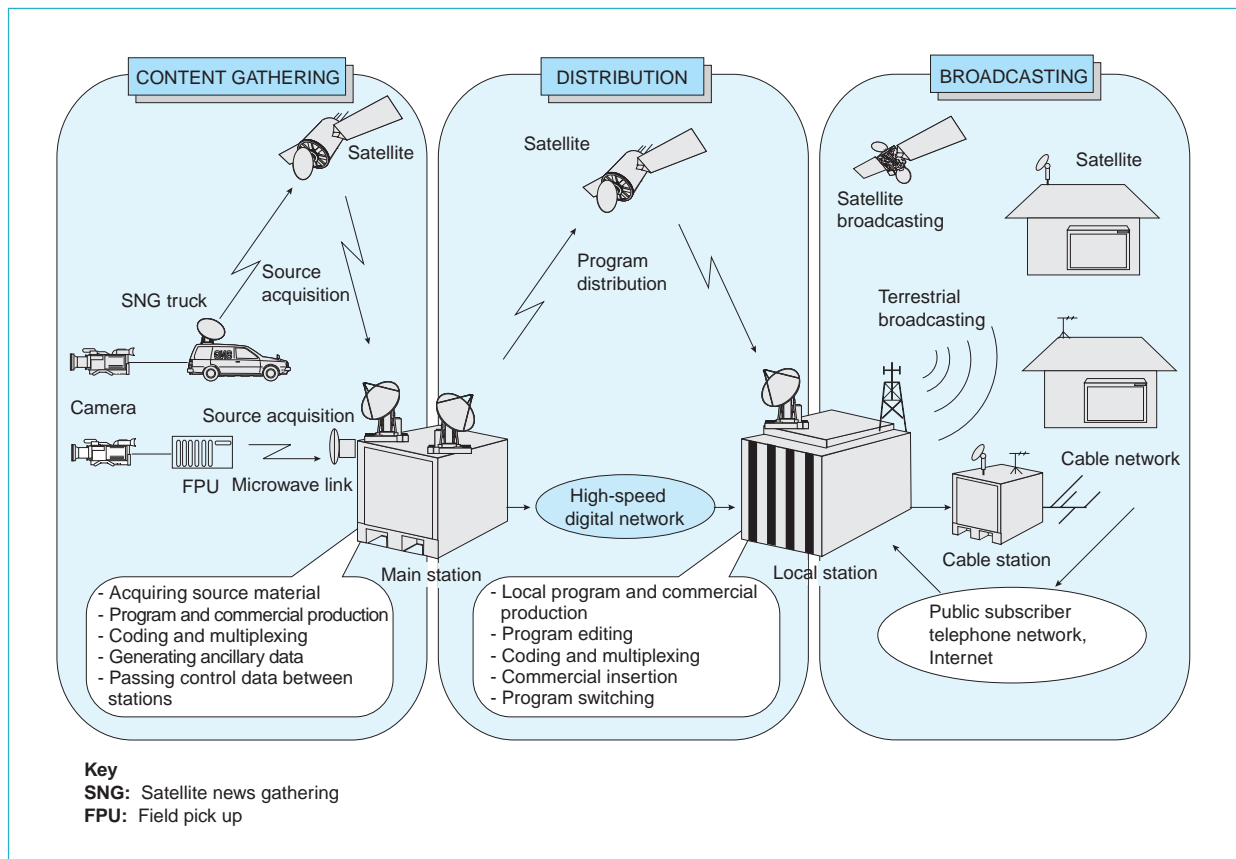 CONTENT GATHERING
Satellite
Source
acquisition
SNG truck
Camera
Source acquisition
FPU
Microwave link
Main station
- Acquiring source material
- Program and commercial production
- Coding and multiplexing
- Generating ancillary data
- Passing control data between
stations
DISTRIBUTION
Satellite
Program
distribution
High-speed
digital network
Local station
- Local program and commercial
production
- Program editing
- Coding and multiplexing
- Commercial insertion
- Program switching
BROADCASTING
Satellite
Satellite
broadcasting
Terrestrial
broadcasting
Cable network
Cable station
Public subscriber
telephone network,
Internet
Key
SNG: Satellite news gathering
FPU: Field pick up